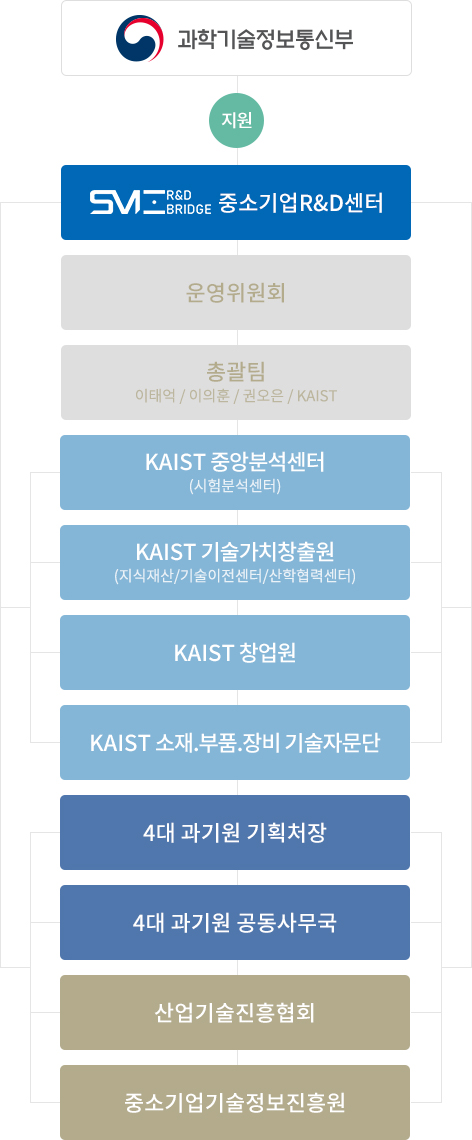 과학기술정보통신부
지원
SME R&D BRIDGE 중소기업R&D센터
운영위원회
총괄팀
이태억 / 이의훈 / 권오은 / KAIST
KAIST 중앙분석센터
(시험분석센터)
KAIST 기술가치창출원
(지식재산/기술이전센터/산학협력센터)
KAIST 창업원
KAIST 소재.부품.장비 기술자문단
4대 과기원 기획처장
4대 과기원 공동사무국
산업기술진흥협회
중소기업기술정보진흥원